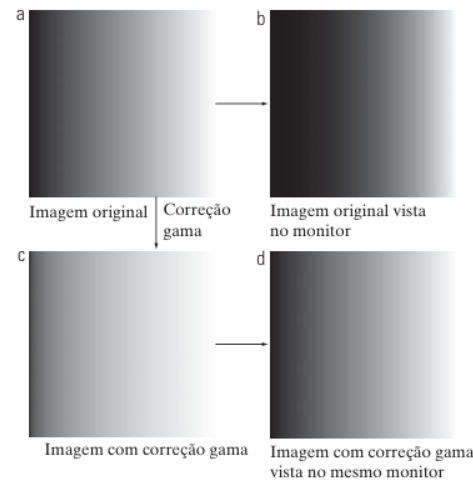 a
b
Imagem original
Correção
gama
Imagem original vista
no monitor
c
d
Imagem com correção gama
Imagem com correção gama
vista no mesmo monitor